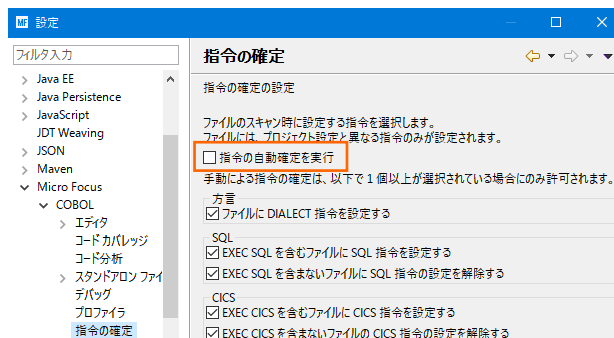 MF 設定
フィルタ入力
Java EE
Java Persistence
JavaScript
JDT Weaving
JSON
Maven
Micro Focus
COBOL
エディタ
コード カバレッジ
コード分析
スタンドアロン ファイ
デバッグ
プロファイラ
指令の確定
指令の確定
指令の確定の設定
ファイルのスキャン時に設定する指令を選択します。
ファイルには、プロジェクト設定と異なる指令のみが設定されます。
指令の自動確定を実行
手動による指令の確定は、以下で 1 個以上が選択されている場合にのみ許可されます。
方言
ファイルに DIALECT 指令を設定する
SQL
EXEC SQL を含むファイルに SQL 指令を設定する
EXEC SQL を含まないファイルに SQL 指令の設定を解除する
CICS
EXEC CICS を含むファイルに CICS 指令を設定する
EXEC CICS を含まないファイルの CICS 指令の設定を解除する